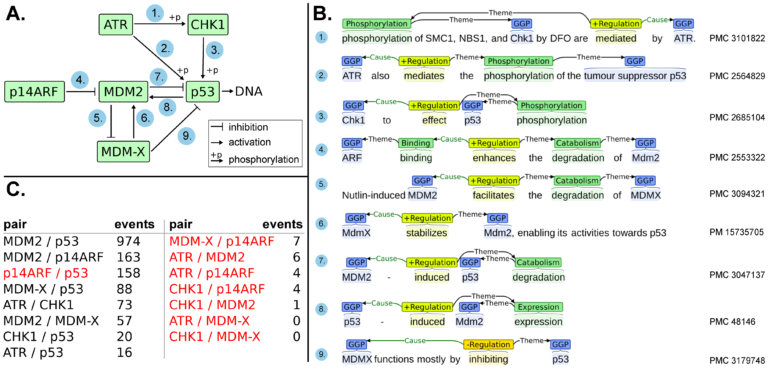 A.
1.
ATR
+p
CHK1
2.
3.
+p
+p
p14ARF
4.
MDM2
7.
8.
p53
DNA
5.
6.
9.
MDM-X
inhibition
activation
+p
phosphorylation
C.
pair events pair events
MDM2 / p53 974 MDM-X / p14ARF 7
MDM2 / p14ARF 163 ATR / MDM2 6
p14ARF / p53 158 ATR / p14ARF 4
MDM-X / p53 88 CHK1 / p14ARF 4
ATR / CHK1 73 CHK1 / MDM2 1
MDM2 / MDM-X 57 ATR / MDM-X 0
CHK1 / p53 20 CHK1 / MDM-X 0
ATR / p53 16
B.
Theme
Phosphorylation Theme GGP +Regulation Cause GGP
1. phosphorylation of SMC1, NBS1, and Chk1 by DFO are mediated by ATR. PMC 3101822
GGP Cause +Regulation Theme Phosphorylation Theme GGP
2. ATR also mediates the phosphorylation of the tumour suppressor p53 PMC 2564829
GGP Cause +Regulation Theme GGP Theme Phosphorylation
3. Chk1 to effect p53 phosphorylation PMC 2685104
GGP Theme Binding Cause +Regulation Theme Catabolism Theme GGP
4. ARF binding enhances the degradation of Mdm2 PMC 2553322
GGP Cause +Regulation Theme Catabolism Theme GGP
5. Nutlin-induced MDM2 facilitates the degradation of MDMX PMC 3094321
GGP Cause +Regulation Theme GGP
6. MdmX stabilizes Mdm2, enabling its activities towards p53 PM 15735705
GGP Cause +Regulation Theme GGP Theme Catabolism
7. MDM2 - induced p53 degradation PMC 3047137
GGP Cause +Regulation Theme GGP Theme Expression
8. p53 - induced Mdm2 expression PMC 48146
GGP Cause -Regulation Theme GGP
9. MDMX functions mostly by inhibiting p53 PMC 3179748